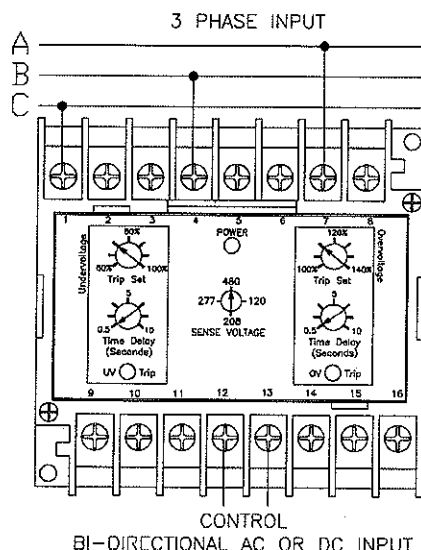 3 PHASE INPUT
A
B
C
1 2 3 4 5 6 7 8
Undervoltage
80%
60% 100%
Trip Set
5
0.5 10
Time Delay
(Seconds)
UV Trip
POWER
480
277 120
208
SENSE VOLTAGE
Overvoltage
120%
100% 140%
Trip Set
5
0.5 10
Time Delay
(Seconds)
OV Trip
9 10 11 12 13 14 15 16
CONTROL
BI-DIRECTIONAL AC OR DC INPUT